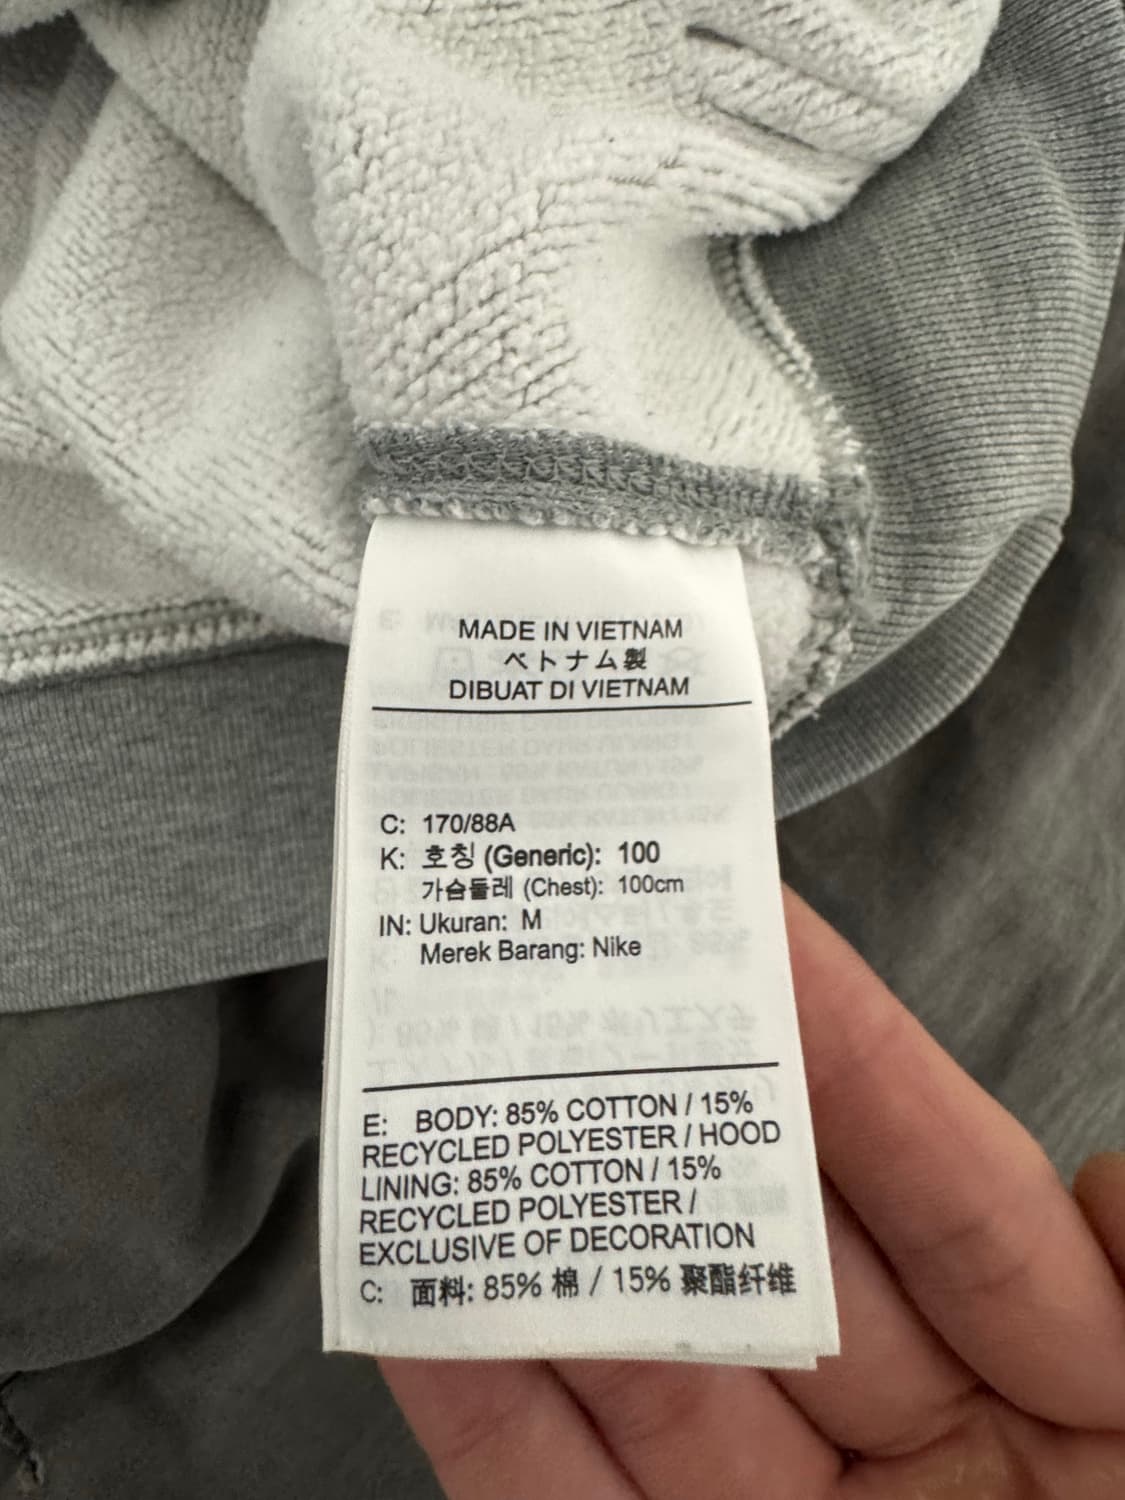 MADE IN VIETNAM
ベトナム製
DIBUAT DI VIETNAM
C: 170/88A
K: 호칭 (Generic): 100
가슴둘레 (Chest): 100cm
IN: Ukuran: M
Merek Barang: Nike
E: BODY: 85% COTTON / 15%
RECYCLED POLYESTER / HOOD
LINING: 85% COTTON / 15%
RECYCLED POLYESTER /
EXCLUSIVE OF DECORATION
C: 面料: 85% 棉 / 15% 聚酯纤维